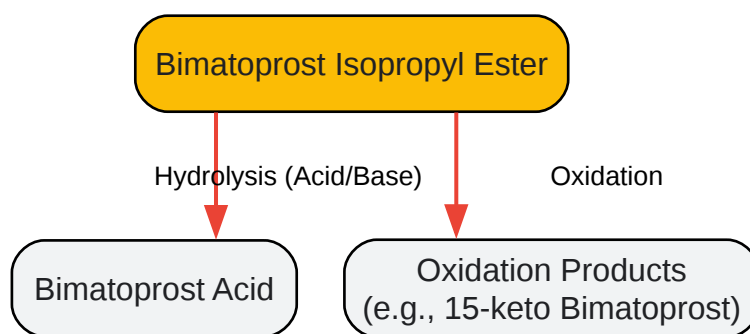 Bimatoprost Isopropyl Ester
Hydrolysis (Acid/Base)
Oxidation
Bimatoprost Acid
Oxidation Products
(e.g., 15-keto Bimatoprost)